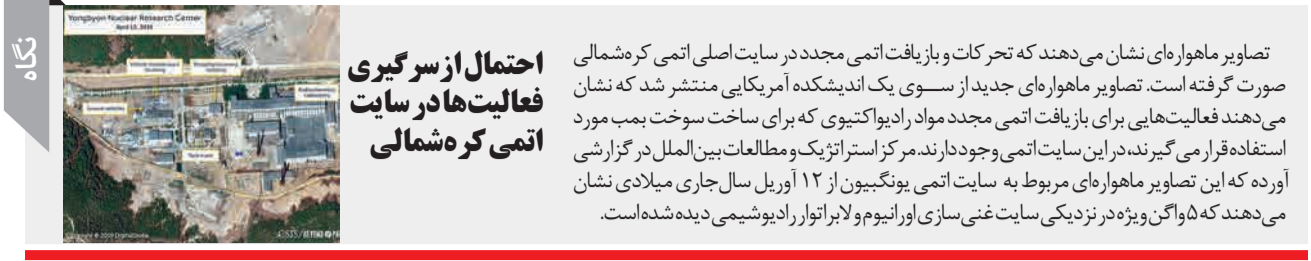 نگاه
احتمال ازسرگیری
فعالیت‌ها در سایت
اتمی کره‌شمالی
تصاویر ماهواره‌ای نشان می‌دهند که تحرکات و بازیافت اتمی مجدد در سایت اصلی اتمی کره‌شمالی
صورت گرفته است. تصاویر ماهواره‌ای جدید از ســوی یک اندیشکده آمریکایی منتشر شد که نشان
می‌دهند فعالیت‌هایی برای بازیافت اتمی مجدد مواد رادیواکتیوی که برای ساخت سوخت بمب مورد
استفاده قرار می گیرند، در این سایت اتمی وجود دارند. مرکز استراتژیک و مطالعات بین‌الملل در گزارشی
آورده که این تصاویر ماهواره‌ای مربوط به سایت اتمی یونگبیون از ۱۲ آوریل سال‌جاری میلادی نشان
می‌دهند که ۵ واگن ویژه در نزدیکی سایت غنی‌سازی اورانیوم و لابراتوار رادیوشیمی دیده شده است.
Yongbyon Nuclear Research Center
Copyright © 2019 DigitalGlobe